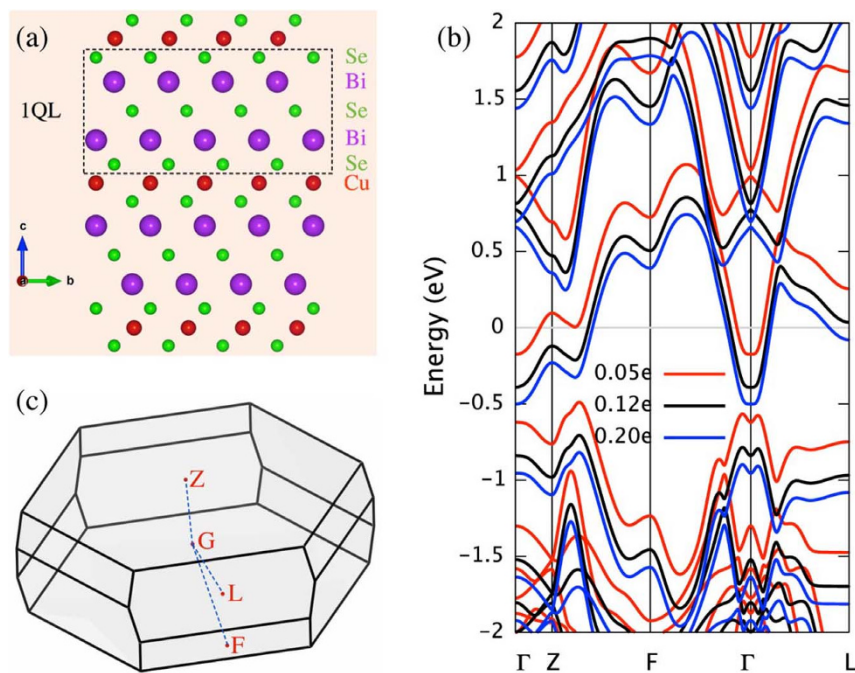 (a)
Se
Bi
1QL
Se
Bi
Se
Cu
c
a
b
(b)
2
1.5
1
0.5
0
-0.5
-1
-1.5
-2
Energy (eV)
0.05e
0.12e
0.20e
Γ Z F Γ L
(c)
Z
G
L
F